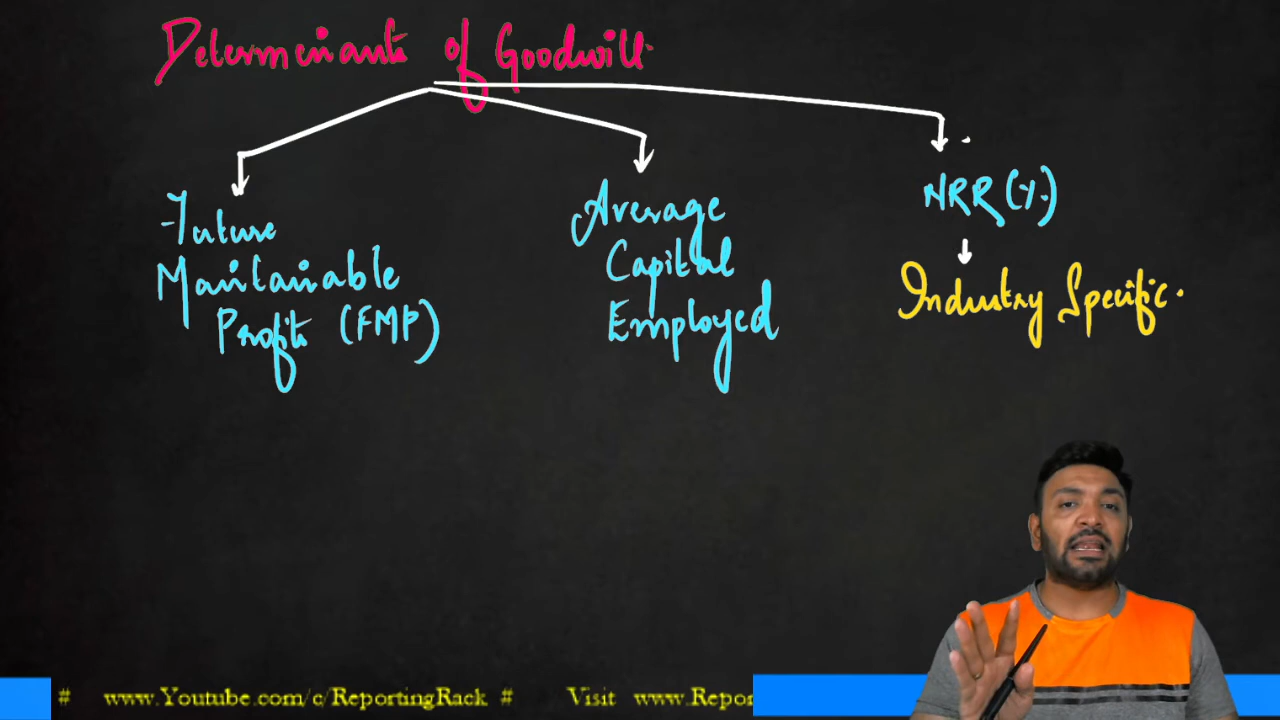 Determinants of Goodwill
Future
Maintainable
Profits (FMP)
Average
Capital
Employed
NRR (%)
Industry Specific.
# www.Youtube.com/c/ReportingRack # Visit www.Repor